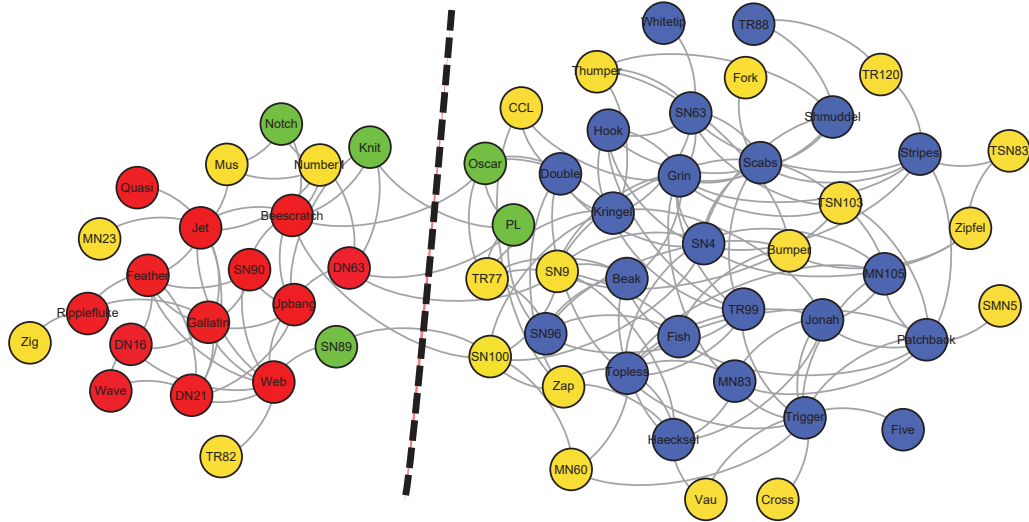 Whitetip
TR88
Thumper
Fork
TR120
CCL
SN63
Shmuddel
Notch
Hook
Knit
Stripes
TSN83
Mus
Number1
Oscar
Double
Scabs
Grin
Quasi
TSN103
Beescratch
Kringel
Jet
PL
Zipfel
MN23
SN4
Bumper
Feather
SN90
DN63
TR77
SN9
Beak
MN105
Upbang
TR99
SMN5
Ripplefluke
Gallatin
Jonah
Zig
DN16
SN89
SN96
Fish
Patchback
SN100
Wave
DN21
Web
Zap
Topless
MN83
Trigger
Five
Haecksel
TR82
MN60
Vau
Cross